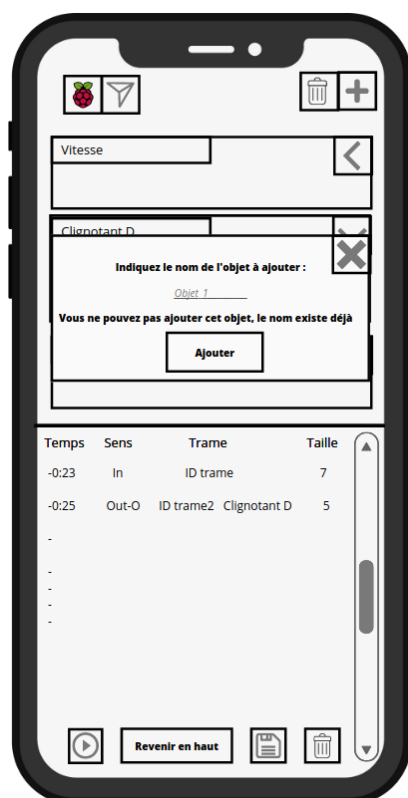 Vitesse
Clignotant D
Indiquez le nom de l'objet à ajouter :
Objet 1
Vous ne pouvez pas ajouter cet objet, le nom existe déjà
Ajouter
Temps Sens Trame Taille
-0:23 In ID trame 7
-0:25 Out-O ID trame2 Clignotant D 5
-
-
-
-
-
Revenir en haut